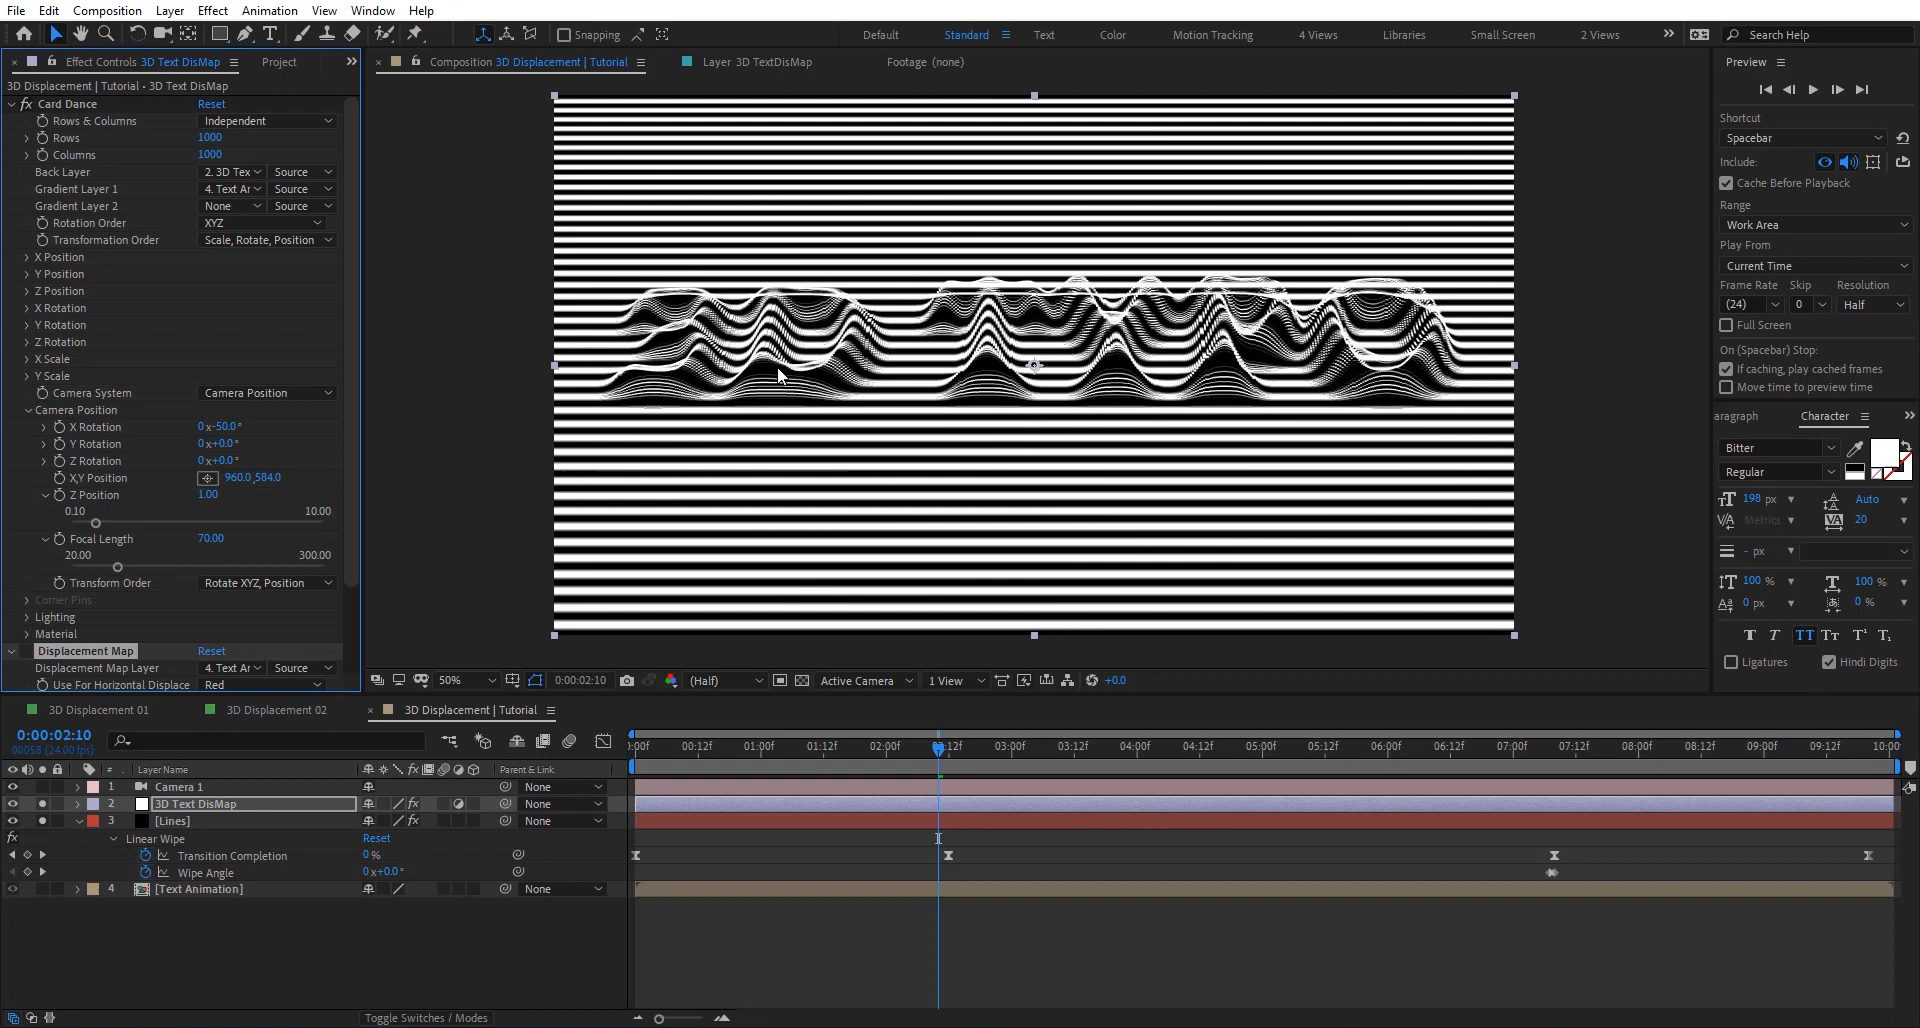 File Edit Composition Layer Effect Animation View Window Help
Snapping
Default Standard Text Color Motion Tracking 4 Views Libraries Small Screen 2 Views Search Help
Effect Controls 3D Text DisMap Project
3D Displacement | Tutorial • 3D Text DisMap
fx Card Dance Reset
Rows & Columns Independent
Rows 1000
Columns 1000
Back Layer 2. 3D Tex Source
Gradient Layer 1 4. Text Ar Source
Gradient Layer 2 None Source
Rotation Order XYZ
Transformation Order Scale, Rotate, Position
X Position
Y Position
Z Position
X Rotation
Y Rotation
Z Rotation
X Scale
Y Scale
Camera System Camera Position
Camera Position
X Rotation 0x-50.0°
Y Rotation 0x+0.0°
Z Rotation 0x+0.0°
X,Y Position 960.0,584.0
Z Position 1.00
0.10 10.00
Focal Length 70.00
20.00 300.00
Transform Order Rotate XYZ, Position
Corner Pins
Lighting
Material
Displacement Map Reset
Displacement Map Layer 4. Text Ar Source
Use For Horizontal Displace Red
Composition 3D Displacement | Tutorial Layer 3D TextDisMap Footage (none)
50% 0:00:02:10 (Half) Active Camera 1 View +0.0
Preview
Shortcut
Spacebar
Include:
Cache Before Playback
Range
Work Area
Play From
Current Time
Frame Rate Skip Resolution
(24) 0 Half
Full Screen
On (Spacebar) Stop:
If caching, play cached frames
Move time to preview time
aragraph Character
Bitter
Regular
198 px Auto
Metrics 20
- px
100 % 100 %
0 px 0 %
T T TT Tт T¹ T₁
Ligatures Hindi Digits
3D Displacement 01 3D Displacement 02 3D Displacement | Tutorial
0:00:02:10
00058 (24.00 fps)
):00f 00:12f 01:00f 01:12f 02:00f 02:12f 03:00f 03:12f 04:00f 04:12f 05:00f 05:12f 06:00f 06:12f 07:00f 07:12f 08:00f 08:12f 09:00f 09:12f 10:00
# Layer Name Parent & Link
1 Camera 1 None
2 3D Text DisMap fx None
3 [Lines] fx None
fx Linear Wipe Reset
Transition Completion 0 %
Wipe Angle 0x+0.0°
4 [Text Animation] None
Toggle Switches / Modes